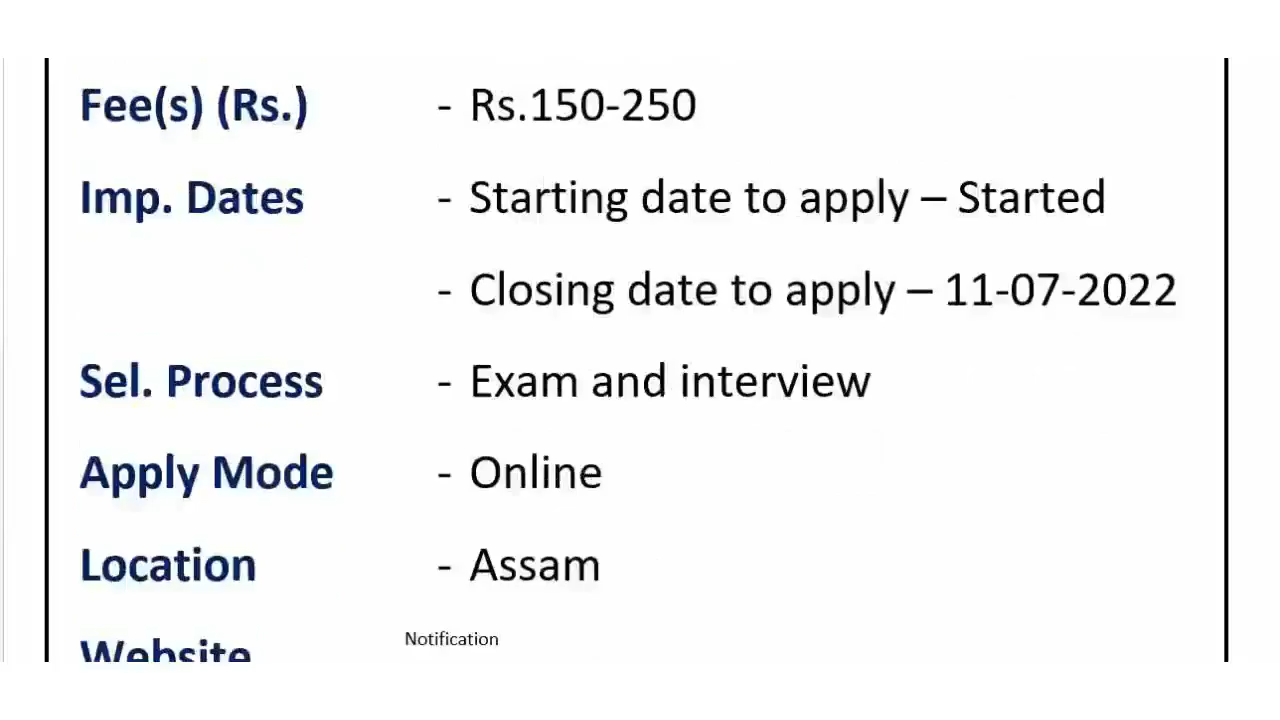 Fee(s) (Rs.) - Rs.150-250
Imp. Dates - Starting date to apply – Started
- Closing date to apply – 11-07-2022
Sel. Process - Exam and interview
Apply Mode - Online
Location - Assam
Website Notification